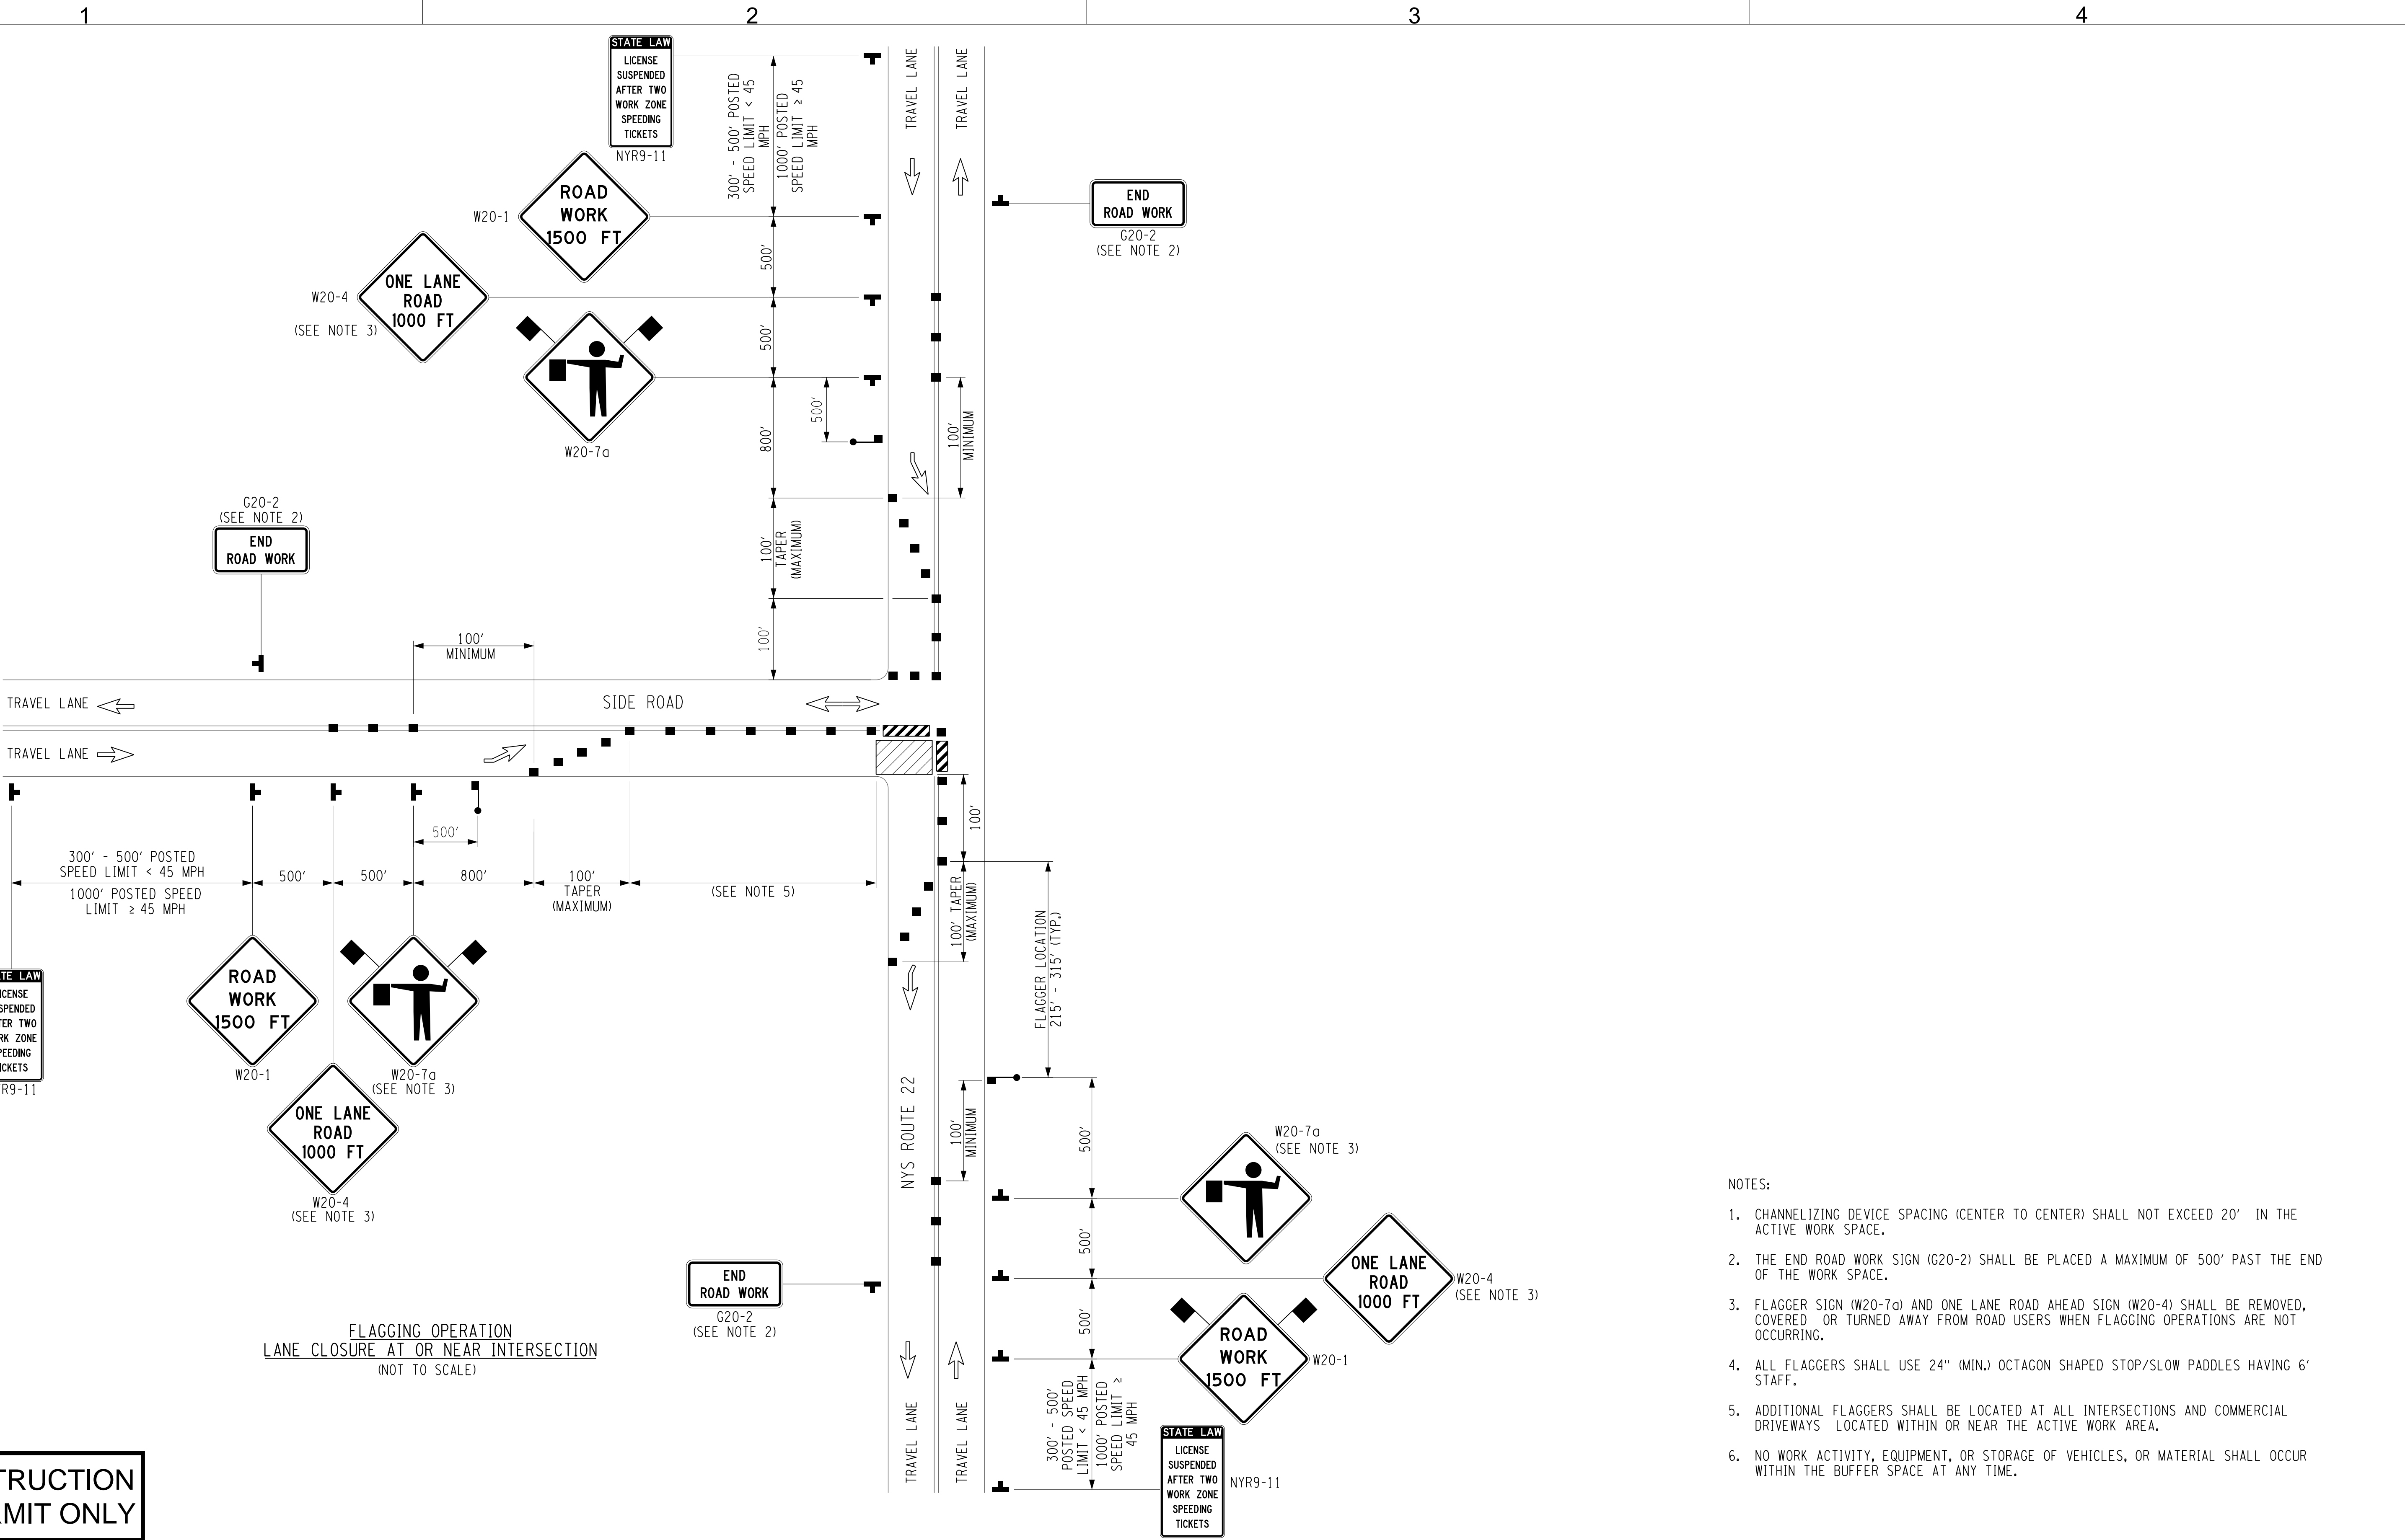 1
2
3
4
STATE LAW
LICENSE
SUSPENDED
AFTER TWO
WORK ZONE
SPEEDING
TICKETS
NYR9-11
300' - 500' POSTED
SPEED LIMIT < 45
MPH
1000' POSTED
SPEED LIMIT ≥ 45
MPH
TRAVEL LANE
TRAVEL LANE
W20-1
ROAD
WORK
1500 FT
500'
END
ROAD WORK
G20-2
(SEE NOTE 2)
W20-4
(SEE NOTE 3)
ONE LANE
ROAD
1000 FT
500'
W20-7a
800'
500'
100'
MINIMUM
100'
TAPER
(MAXIMUM)
100'
G20-2
(SEE NOTE 2)
END
ROAD WORK
100'
MINIMUM
TRAVEL LANE
SIDE ROAD
TRAVEL LANE
500'
300' - 500' POSTED
SPEED LIMIT < 45 MPH
1000' POSTED SPEED
LIMIT ≥ 45 MPH
500'
500'
800'
100'
TAPER
(MAXIMUM)
(SEE NOTE 5)
100'
100' TAPER
(MAXIMUM)
FLAGGER LOCATION
215' - 315' (TYP.)
TE LAW
ICENSE
SPENDED
TER TWO
RK ZONE
PEEDING
ICKETS
R9-11
ROAD
WORK
1500 FT
W20-1
W20-7a
(SEE NOTE 3)
ONE LANE
ROAD
1000 FT
W20-4
(SEE NOTE 3)
NYS ROUTE 22
100'
MINIMUM
500'
W20-7a
(SEE NOTE 3)
500'
ONE LANE
ROAD
1000 FT
W20-4
(SEE NOTE 3)
500'
END
ROAD WORK
G20-2
(SEE NOTE 2)
ROAD
WORK
1500 FT
W20-1
300' - 500'
POSTED SPEED
LIMIT < 45 MPH
1000' POSTED
SPEED LIMIT ≥
45 MPH
TRAVEL LANE
TRAVEL LANE
STATE LAW
LICENSE
SUSPENDED
AFTER TWO
WORK ZONE
SPEEDING
TICKETS
NYR9-11
FLAGGING OPERATION
LANE CLOSURE AT OR NEAR INTERSECTION
(NOT TO SCALE)
TRUCTION
MIT ONLY
NOTES:
1. CHANNELIZING DEVICE SPACING (CENTER TO CENTER) SHALL NOT EXCEED 20' IN THE
ACTIVE WORK SPACE.
2. THE END ROAD WORK SIGN (G20-2) SHALL BE PLACED A MAXIMUM OF 500' PAST THE END
OF THE WORK SPACE.
3. FLAGGER SIGN (W20-7a) AND ONE LANE ROAD AHEAD SIGN (W20-4) SHALL BE REMOVED,
COVERED OR TURNED AWAY FROM ROAD USERS WHEN FLAGGING OPERATIONS ARE NOT
OCCURRING.
4. ALL FLAGGERS SHALL USE 24" (MIN.) OCTAGON SHAPED STOP/SLOW PADDLES HAVING 6'
STAFF.
5. ADDITIONAL FLAGGERS SHALL BE LOCATED AT ALL INTERSECTIONS AND COMMERCIAL
DRIVEWAYS LOCATED WITHIN OR NEAR THE ACTIVE WORK AREA.
6. NO WORK ACTIVITY, EQUIPMENT, OR STORAGE OF VEHICLES, OR MATERIAL SHALL OCCUR
WITHIN THE BUFFER SPACE AT ANY TIME.